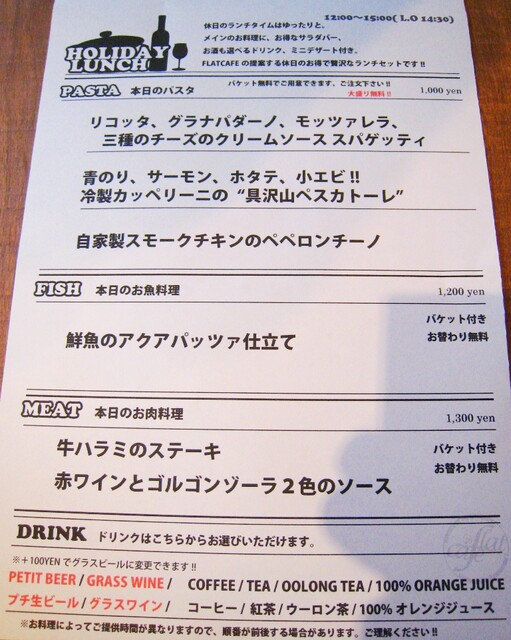 12:00～15:00( L.O 14:30)
HOLIDAY
LUNCH
休日のランチタイムはゆったりと。
メインのお料理に、お得なサラダバー、
お酒も選べるドリンク、ミニデザート付き。
FLATCAFE の提案する休日のお得で贅沢なランチセットです!!
PASTA 本日のパスタ バケット無料でご用意できます、ご注文下さい!! 1,000 yen
大盛り無料!!
リコッタ、グラナパダーノ、モッツァレラ、
三種のチーズのクリームソース スパゲッティ
青のり、サーモン、ホタテ、小エビ!!
冷製カッペリーニの “具沢山ペスカトーレ”
自家製スモークチキンのペペロンチーノ
FISH 本日のお魚料理 1,200 yen
バケット付き
お替わり無料
鮮魚のアクアパッツァ仕立て
MEAT 本日のお肉料理 1,300 yen
牛ハラミのステーキ
バケット付き
お替わり無料
赤ワインとゴルゴンゾーラ２色のソース
DRINK ドリンクはこちらからお選びいただけます。
※＋100YEN でグラスビールに変更できます!!
PETIT BEER / GRASS WINE / COFFEE / TEA / OOLONG TEA / 100% ORANGE JUICE
プチ生ビール / グラスワイン / コーヒー / 紅茶 / ウーロン茶 / 100% オレンジジュース
※お料理によってご提供時間が異なりますので、順番が前後する場合があります。ご理解ください!!